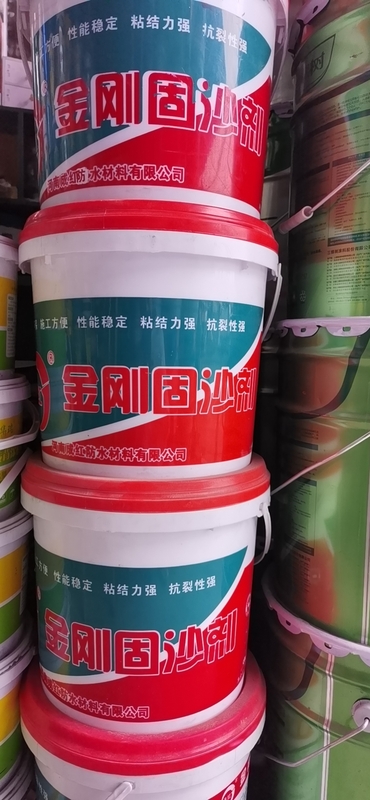 方便 性能稳定 粘结力强 抗裂性强
金刚固沙剂
防水材料有限公司
施工方便 性能稳定 粘结力强 抗裂性强
®
金刚固沙剂
防水材料有限公司
方便 性能稳定 粘结力强 抗裂性强
金刚固沙剂
防水材料有限公司